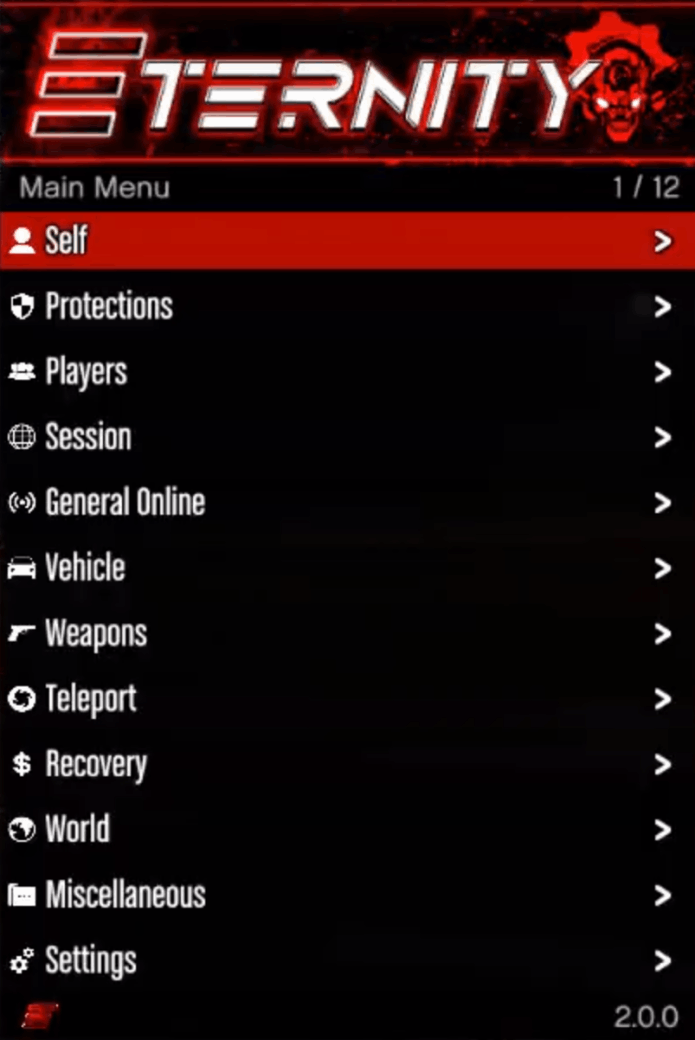 ETERNITY
Main Menu 1 / 12
Self >
Protections >
Players >
Session >
General Online >
Vehicle >
Weapons >
Teleport >
Recovery >
World >
Miscellaneous >
Settings >
2.0.0